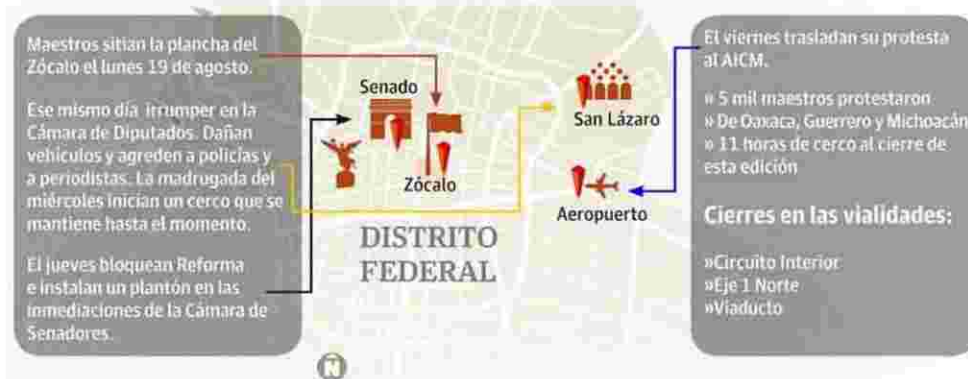 Maestros sitian la plancha del
Zócalo el lunes 19 de agosto.
Ese mismo día irrumper en la
Cámara de Diputados. Dañan
vehículos y agreden a policías y
a periodistas. La madrugada del
miércoles inician un cerco que se
mantiene hasta el momento.
El jueves bloquean Reforma
e instalan un plantón en las
inmediaciones de la Cámara de
Senadores.
Senado
Zócalo
San Lázaro
Aeropuerto
DISTRITO
FEDERAL
N
El viernes trasladan su protesta
al AICM.
» 5 mil maestros protestaron
» De Oaxaca, Guerrero y Michoacán
» 11 horas de cerco al cierre de
esta edición
Cierres en las vialidades:
»Circuito Interior
»Eje 1 Norte
»Viaducto